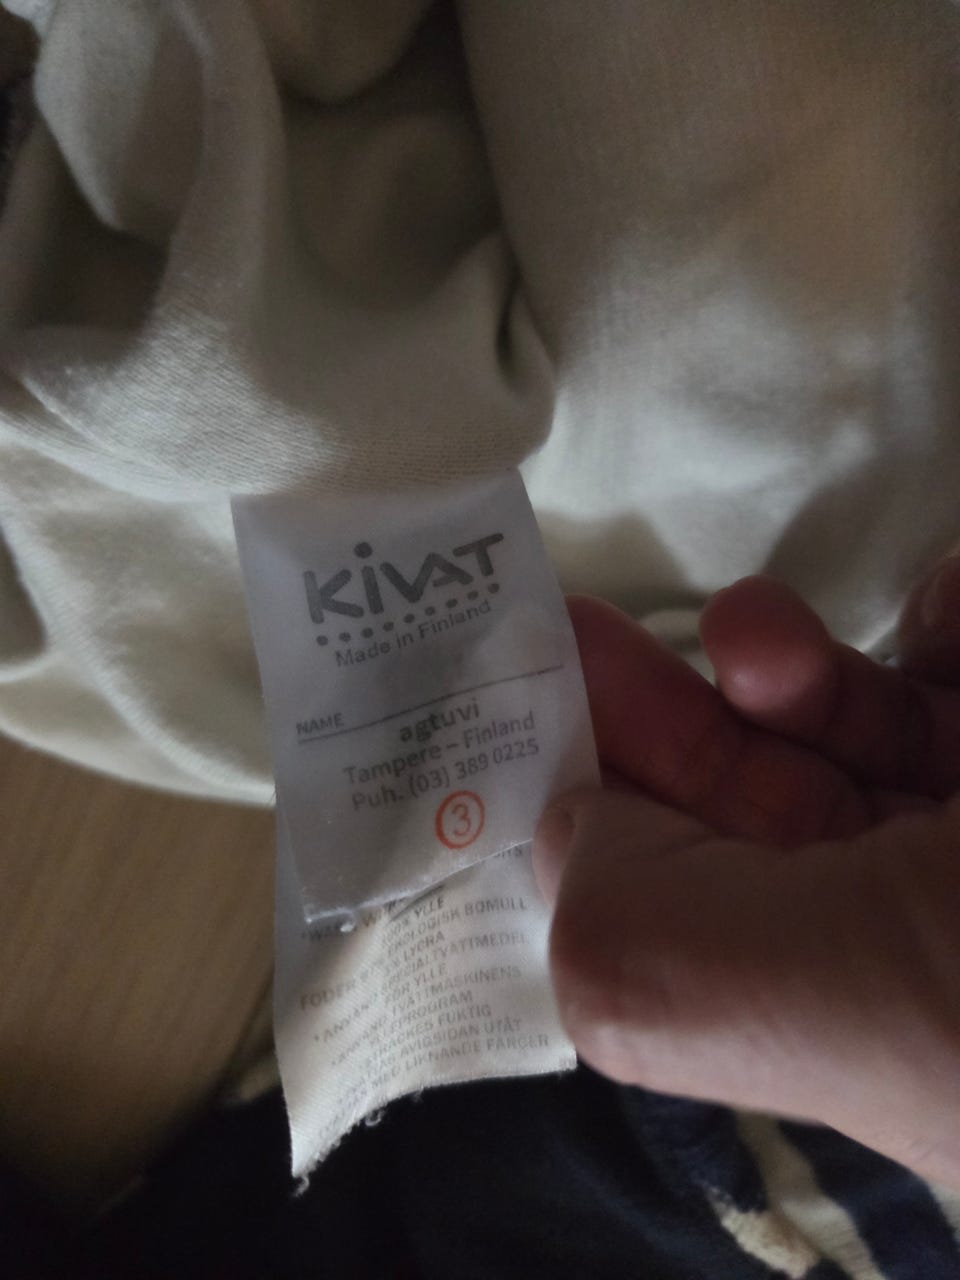 KiVAT
Made in Finland
NAME
agtuvi
Tampere – Finland
Puh. (03) 389 0225
3
100% YLLE
EKOLOGISK BOMULL
LYCRA
FODER
SPECIALTVÄTTMEDEL
FÖR YLLE
TVÄTTMASKINENS
STRÄCKES FUKTIG
AVIGSIDAN UTÅT
MED LIKNANDE FÄRGER